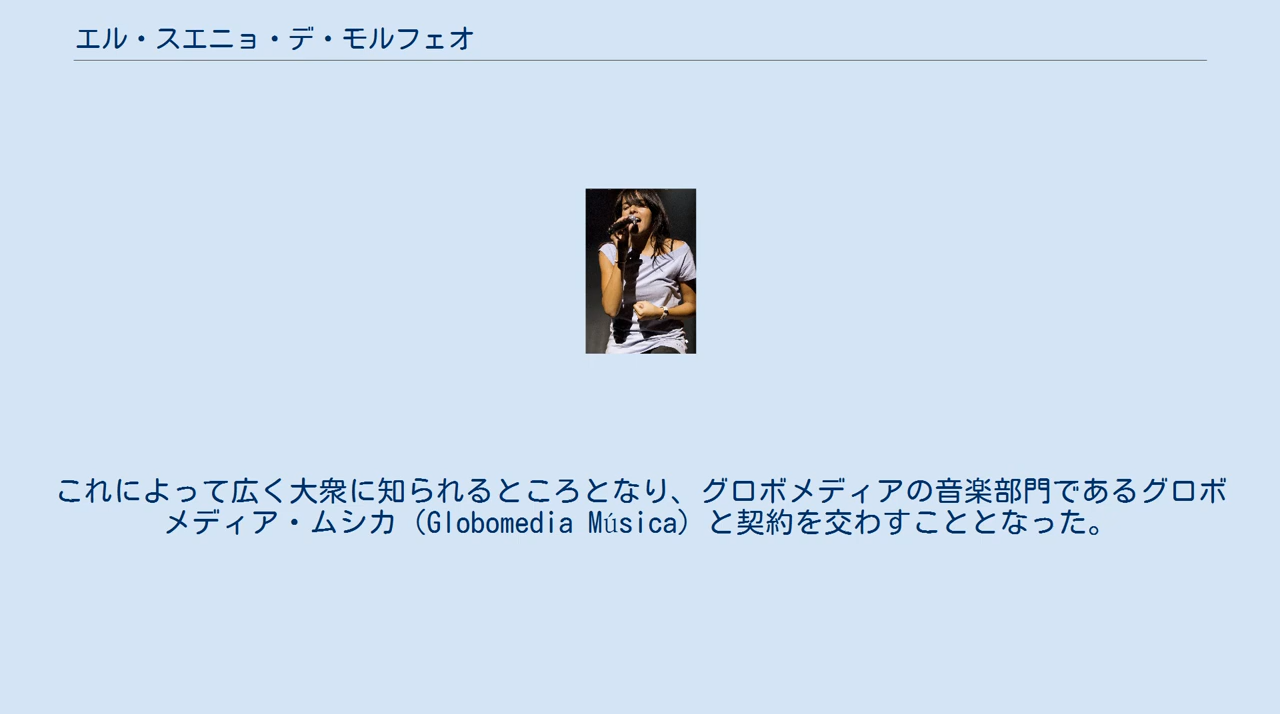 エル・スエニョ・デ・モルフェオ
これによって広く大衆に知られるところとなり、グロボメディアの音楽部門であるグロボ
メディア・ムシカ（Globomedia Música）と契約を交わすこととなった。